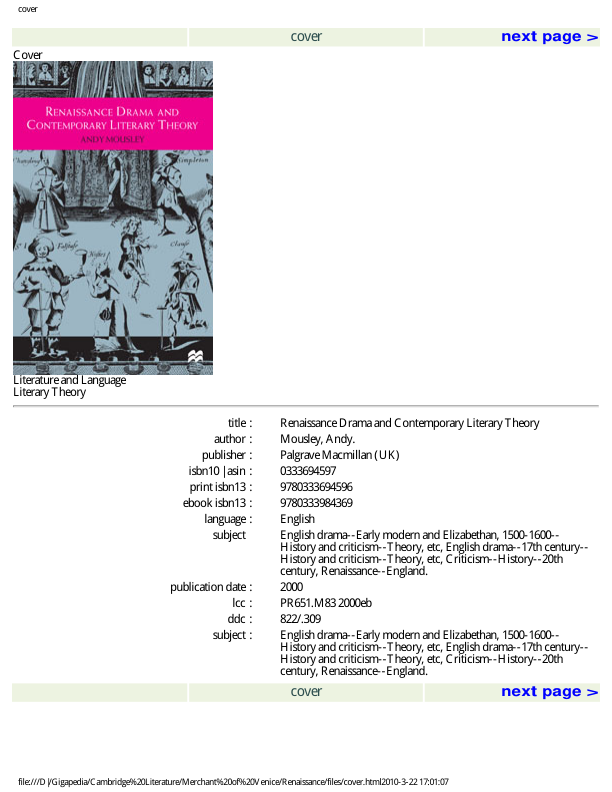 cover
cover next page >
Cover
RENAISSANCE DRAMA AND
CONTEMPORARY LITERARY THEORY
ANDY MOUSLEY
Changeling Simpleton
Falstafe Hostes Clause
Literature and Language
Literary Theory
title : Renaissance Drama and Contemporary Literary Theory
author : Mousley, Andy.
publisher : Palgrave Macmillan (UK)
isbn10 | asin : 0333694597
print isbn13 : 9780333694596
ebook isbn13 : 9780333984369
language : English
subject English drama--Early modern and Elizabethan, 1500-1600--
History and criticism--Theory, etc, English drama--17th century--
History and criticism--Theory, etc, Criticism--History--20th
century, Renaissance--England.
publication date : 2000
lcc : PR651.M83 2000eb
ddc : 822/.309
subject : English drama--Early modern and Elizabethan, 1500-1600--
History and criticism--Theory, etc, English drama--17th century--
History and criticism--Theory, etc, Criticism--History--20th
century, Renaissance--England.
cover next page >
file:///D|/Gigapedia/Cambridge%20Literature/Merchant%20of%20Venice/Renaissance/files/cover.html2010-3-22 17:01:07